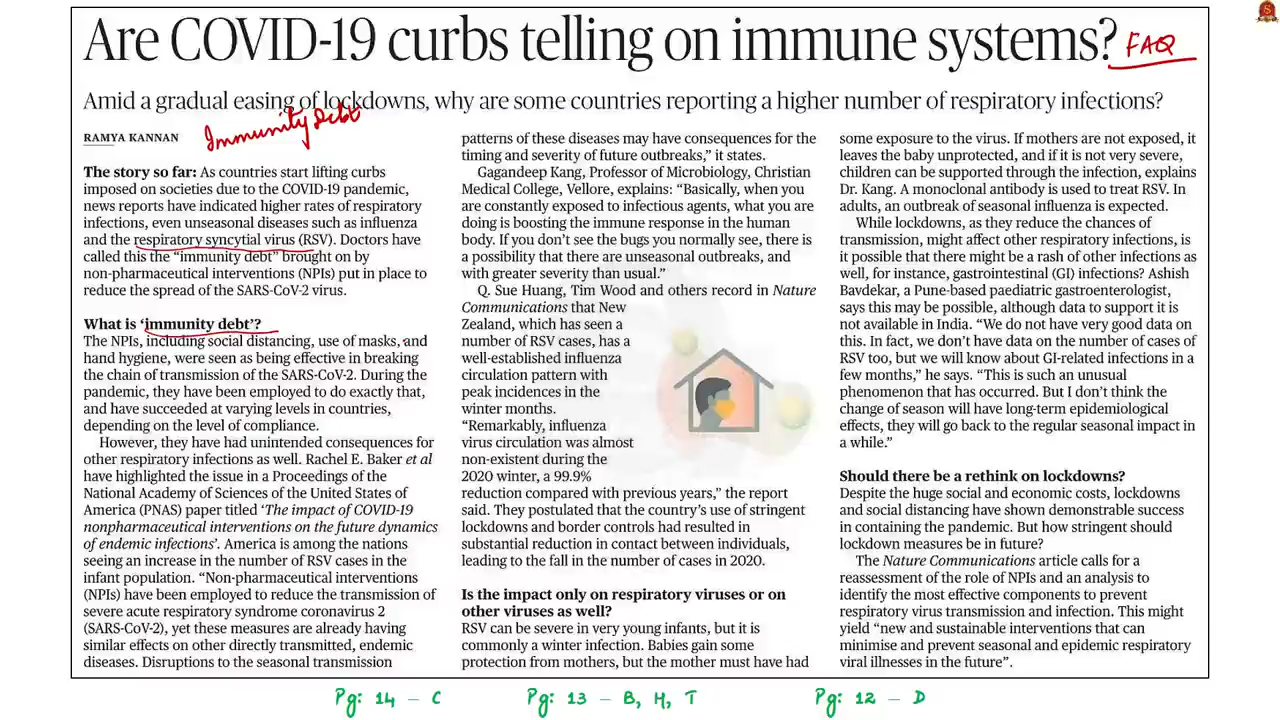 Are COVID-19 curbs telling on immune systems? FAQ
Amid a gradual easing of lockdowns, why are some countries reporting a higher number of respiratory infections?
Immunity Debt
RAMYA KANNAN
The story so far: As countries start lifting curbs
imposed on societies due to the COVID-19 pandemic,
news reports have indicated higher rates of respiratory
infections, even unseasonal diseases such as influenza
and the respiratory syncytial virus (RSV). Doctors have
called this the “immunity debt” brought on by
non-pharmaceutical interventions (NPIs) put in place to
reduce the spread of the SARS-CoV-2 virus.
What is ‘immunity debt’?
The NPIs, including social distancing, use of masks, and
hand hygiene, were seen as being effective in breaking
the chain of transmission of the SARS-CoV-2. During the
pandemic, they have been employed to do exactly that,
and have succeeded at varying levels in countries,
depending on the level of compliance.
However, they have had unintended consequences for
other respiratory infections as well. Rachel E. Baker et al
have highlighted the issue in a Proceedings of the
National Academy of Sciences of the United States of
America (PNAS) paper titled ‘The impact of COVID-19
nonpharmaceutical interventions on the future dynamics
of endemic infections’. America is among the nations
seeing an increase in the number of RSV cases in the
infant population. “Non-pharmaceutical interventions
(NPIs) have been employed to reduce the transmission of
severe acute respiratory syndrome coronavirus 2
(SARS-CoV-2), yet these measures are already having
similar effects on other directly transmitted, endemic
diseases. Disruptions to the seasonal transmission
patterns of these diseases may have consequences for the
timing and severity of future outbreaks,” it states.
Gagandeep Kang, Professor of Microbiology, Christian
Medical College, Vellore, explains: “Basically, when you
are constantly exposed to infectious agents, what you are
doing is boosting the immune response in the human
body. If you don’t see the bugs you normally see, there is
a possibility that there are unseasonal outbreaks, and
with greater severity than usual.”
Q. Sue Huang, Tim Wood and others record in Nature
Communications that New
Zealand, which has seen a
number of RSV cases, has a
well-established influenza
circulation pattern with
peak incidences in the
winter months.
“Remarkably, influenza
virus circulation was almost
non-existent during the
2020 winter, a 99.9%
reduction compared with previous years,” the report
said. They postulated that the country’s use of stringent
lockdowns and border controls had resulted in
substantial reduction in contact between individuals,
leading to the fall in the number of cases in 2020.
Is the impact only on respiratory viruses or on
other viruses as well?
RSV can be severe in very young infants, but it is
commonly a winter infection. Babies gain some
protection from mothers, but the mother must have had
some exposure to the virus. If mothers are not exposed, it
leaves the baby unprotected, and if it is not very severe,
children can be supported through the infection, explains
Dr. Kang. A monoclonal antibody is used to treat RSV. In
adults, an outbreak of seasonal influenza is expected.
While lockdowns, as they reduce the chances of
transmission, might affect other respiratory infections, is
it possible that there might be a rash of other infections as
well, for instance, gastrointestinal (GI) infections? Ashish
Bavdekar, a Pune-based paediatric gastroenterologist,
says this may be possible, although data to support it is
not available in India. “We do not have very good data on
this. In fact, we don’t have data on the number of cases of
RSV too, but we will know about GI-related infections in a
few months,” he says. “This is such an unusual
phenomenon that has occurred. But I don’t think the
change of season will have long-term epidemiological
effects, they will go back to the regular seasonal impact in
a while.”
Should there be a rethink on lockdowns?
Despite the huge social and economic costs, lockdowns
and social distancing have shown demonstrable success
in containing the pandemic. But how stringent should
lockdown measures be in future?
The Nature Communications article calls for a
reassessment of the role of NPIs and an analysis to
identify the most effective components to prevent
respiratory virus transmission and infection. This might
yield “new and sustainable interventions that can
minimise and prevent seasonal and epidemic respiratory
viral illnesses in the future”.
Pg: 14 – C Pg: 13 – B, H, T Pg: 12 – D